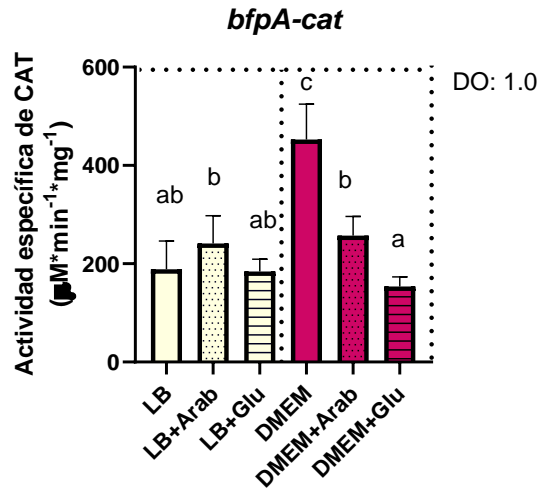 bfpA-cat
DO: 1.0
Actividad específica de CAT
(µM*min⁻¹*mg⁻¹)
600
400
200
0
ab
b
ab
c
b
a
LB
LB+Arab
LB+Glu
DMEM
DMEM+Arab
DMEM+Glu